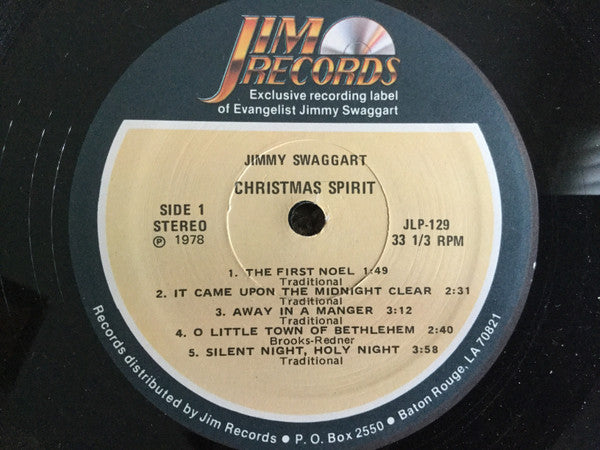 JIM
RECORDS
Exclusive recording label
of Evangelist Jimmy Swaggart
JIMMY SWAGGART
CHRISTMAS SPIRIT
SIDE 1
STEREO
℗ 1978
JLP-129
33 1/3 RPM
1. THE FIRST NOEL 1:49
Traditional
2. IT CAME UPON THE MIDNIGHT CLEAR 2:31
Traditional
3. AWAY IN A MANGER 3:12
Traditional
4. O LITTLE TOWN OF BETHLEHEM 2:40
Brooks-Redner
5. SILENT NIGHT, HOLY NIGHT 3:58
Traditional
Records distributed by Jim Records ● P. O. Box 2550 ● Baton Rouge, LA 70821